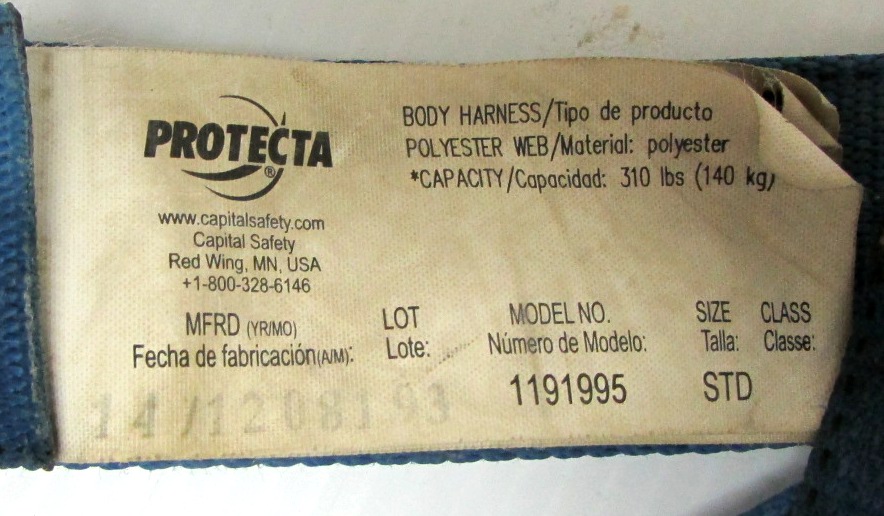 PROTECTA®
www.capitalsafety.com
Capital Safety
Red Wing, MN, USA
+1-800-328-6146
BODY HARNESS/Tipo de producto
POLYESTER WEB/Material: polyester
*CAPACITY/Capacidad: 310 lbs (140 kg)
MFRD (YR/MO) LOT MODEL NO. SIZE CLASS
Fecha de fabricación(A/M): Lote: Número de Modelo: Talla: Classe:
14/1208193 1191995 STD